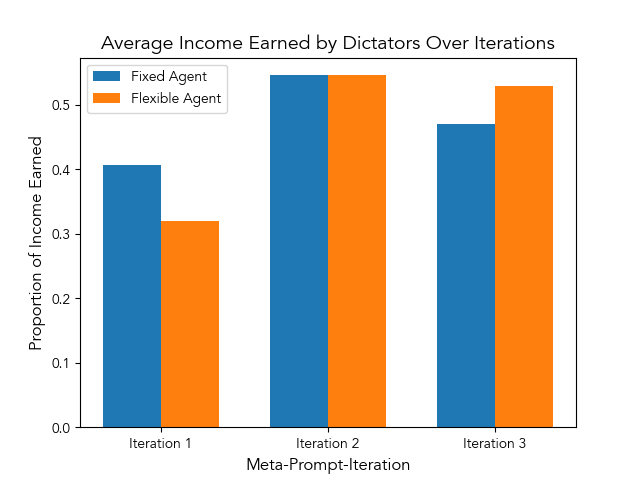 Average Income Earned by Dictators Over Iterations
Fixed Agent
Flexible Agent
Proportion of Income Earned
0.5
0.4
0.3
0.2
0.1
0.0
Iteration 1
Iteration 2
Iteration 3
Meta-Prompt-Iteration